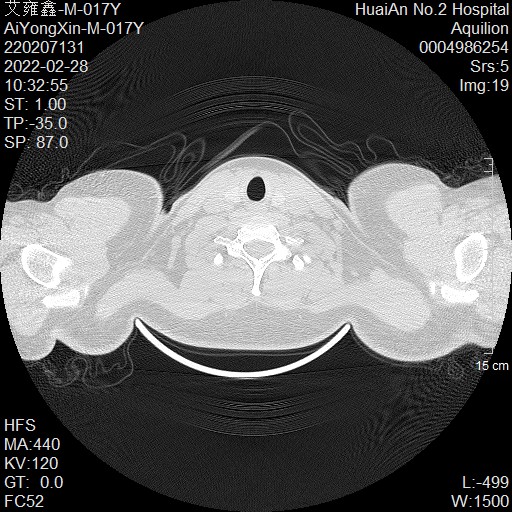 艾雍鑫-M-017Y
AiYongXin-M-017Y
220207131
2022-02-28
10:32:55
ST: 1.00
TP:-35.0
SP: 87.0
HuaiAn No.2 Hospital
Aquilion
0004986254
Srs:5
Img:19
15 cm
HFS
MA:440
KV:120
GT: 0.0
FC52
L:-499
W:1500